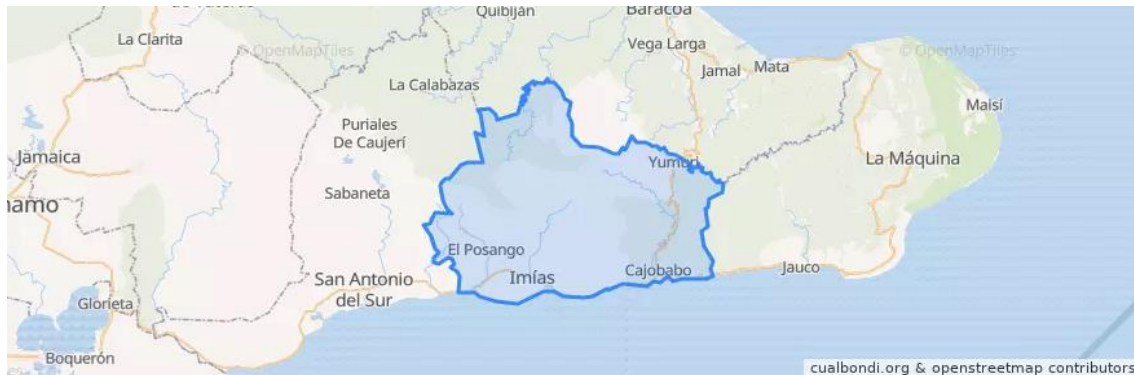 Quibiján
Baracoa
La Clarita
© OpenMapTiles
Vega Larga
© OpenMapTiles
Jamal
Mata
La Calabazas
Maisí
Puriales
De Caujerí
Jamaica
Yumurí
La Máquina
Sabaneta
namo
El Posango
San Antonio
del Sur
Imías
Cajobabo
Jauco
Glorieta
Boquerón
cualbondi.org & openstreetmap contributors